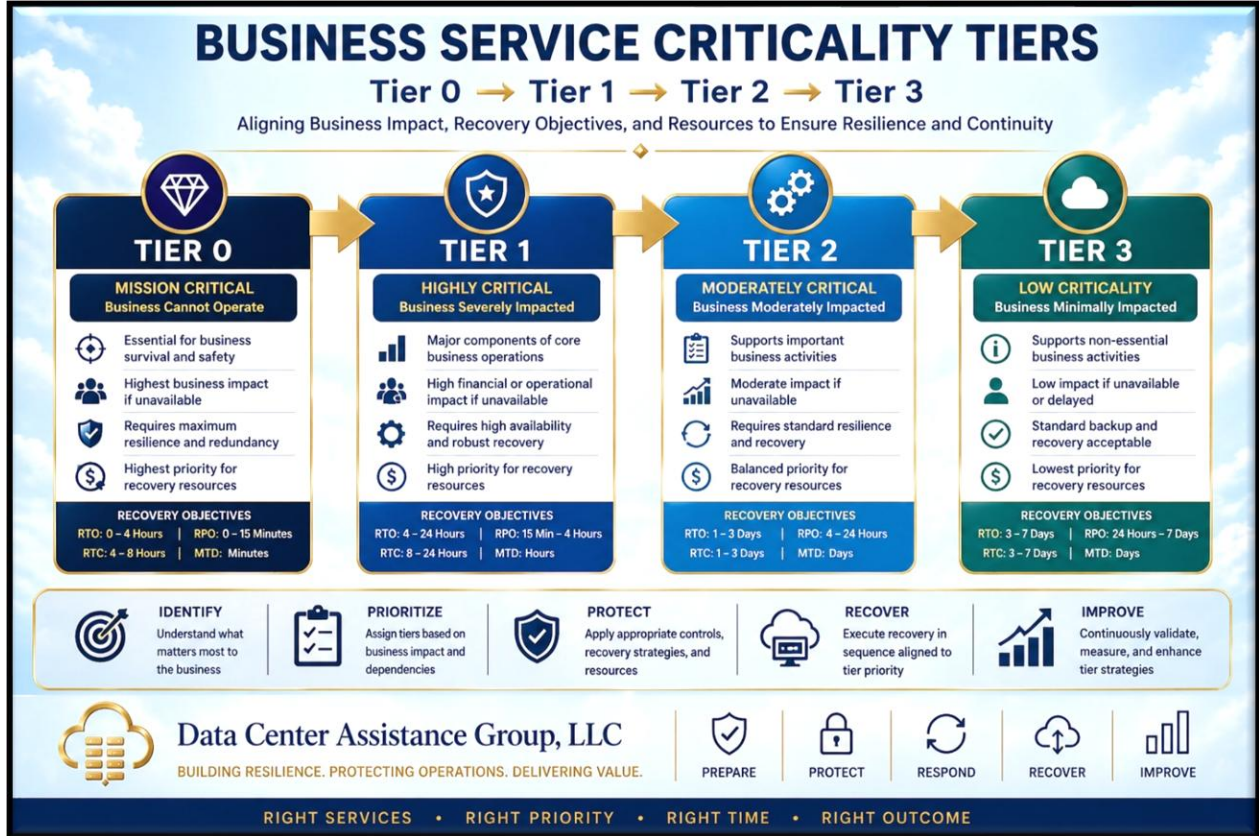 BUSINESS SERVICE CRITICALITY TIERS
Tier 0 → Tier 1 → Tier 2 → Tier 3
Aligning Business Impact, Recovery Objectives, and Resources to Ensure Resilience and Continuity
TIER 0
MISSION CRITICAL
Business Cannot Operate
Essential for business
survival and safety
Highest business impact
if unavailable
Requires maximum
resilience and redundancy
Highest priority for
recovery resources
RECOVERY OBJECTIVES
RTO: 0 – 4 Hours | RPO: 0 – 15 Minutes
RTC: 4 – 8 Hours | MTD: Minutes
TIER 1
HIGHLY CRITICAL
Business Severely Impacted
Major components of core
business operations
High financial or operational
impact if unavailable
Requires high availability
and robust recovery
High priority for recovery
resources
RECOVERY OBJECTIVES
RTO: 4 – 24 Hours | RPO: 15 Min – 4 Hours
RTC: 8 – 24 Hours | MTD: Hours
TIER 2
MODERATELY CRITICAL
Business Moderately Impacted
Supports important
business activities
Moderate impact if
unavailable
Requires standard resilience
and recovery
Balanced priority for
recovery resources
RECOVERY OBJECTIVES
RTO: 1 – 3 Days | RPO: 4 – 24 Hours
RTC: 1 – 3 Days | MTD: Days
TIER 3
LOW CRITICALITY
Business Minimally Impacted
Supports non-essential
business activities
Low impact if unavailable
or delayed
Standard backup and
recovery acceptable
Lowest priority for
recovery resources
RECOVERY OBJECTIVES
RTO: 3 – 7 Days | RPO: 24 Hours – 7 Days
RTC: 3 – 7 Days | MTD: Days
IDENTIFY
Understand what
matters most to
the business
PRIORITIZE
Assign tiers based on
business impact and
dependencies
PROTECT
Apply appropriate controls,
recovery strategies, and
resources
RECOVER
Execute recovery in
sequence aligned to
tier priority
IMPROVE
Continuously validate,
measure, and enhance
tier strategies
Data Center Assistance Group, LLC
BUILDING RESILIENCE. PROTECTING OPERATIONS. DELIVERING VALUE.
PREPARE
PROTECT
RESPOND
RECOVER
IMPROVE
RIGHT SERVICES • RIGHT PRIORITY • RIGHT TIME • RIGHT OUTCOME